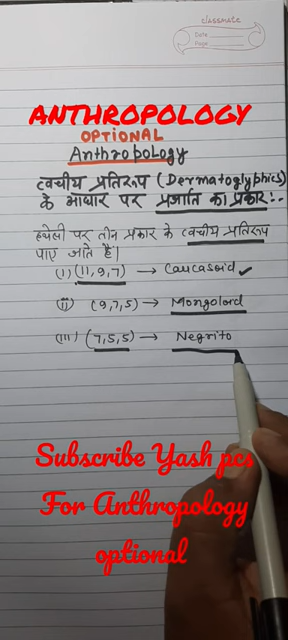 classmate
Date
Page
ANTHROPOLOGY
OPTIONAL
Anthropology
त्वचीय प्रतिरूप (Dermatoglyphics)
के आधार पर प्रजाति का प्रकार:-
हथेली पर तीन प्रकार के त्वचीय प्रतिरूप
पाए जाते हैं।
(i) (11,9,7) → Caucasoid ✓
(ii) (9,7,5) → Mongoloid
(iii) (7,5,5) → Negrito
Subscribe Yash pcs
For Anthropology
optional